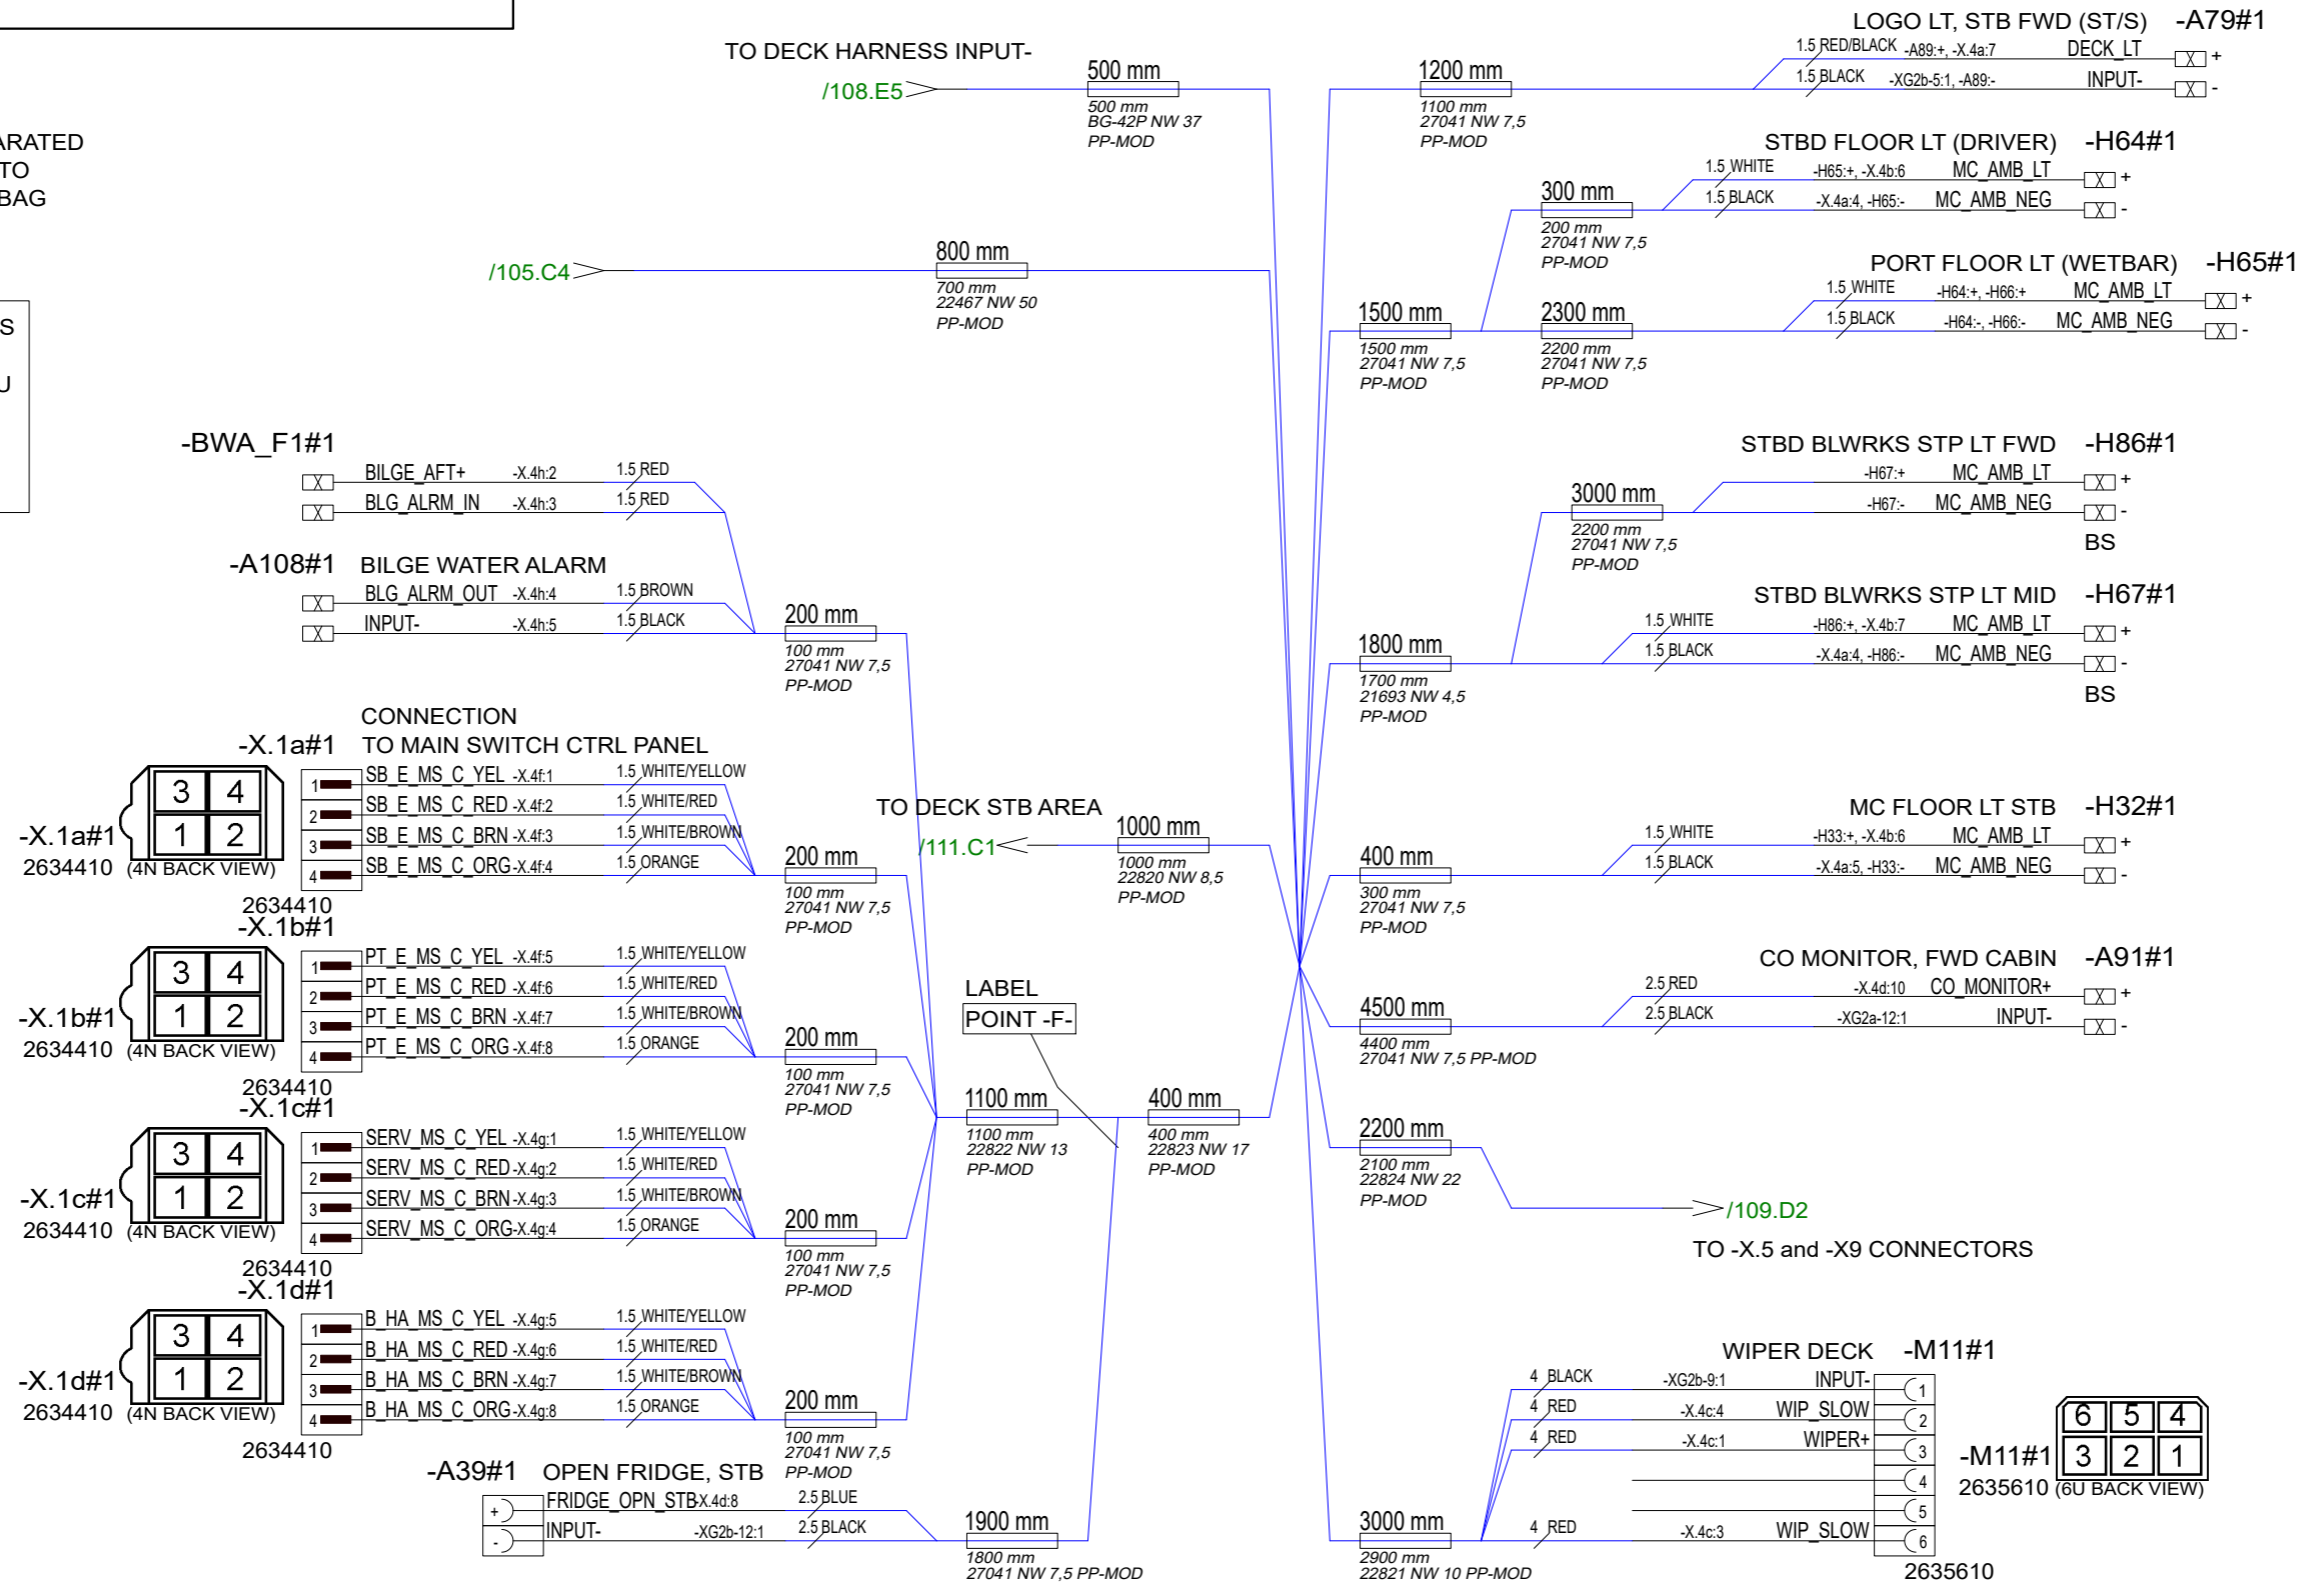 ARATED
TO
BAG
S
U
TO DECK HARNESS INPUT-
/108.E5
500 mm
500 mm
BG-42P NW 37
PP-MOD
/105.C4
800 mm
700 mm
22467 NW 50
PP-MOD
-BWA_F1#1
X BILGE_AFT+ -X.4h:2 1.5 RED
X BLG_ALRM_IN -X.4h:3 1.5 RED
-A108#1 BILGE WATER ALARM
X BLG_ALRM_OUT -X.4h:4 1.5 BROWN
X INPUT- -X.4h:5 1.5 BLACK
200 mm
100 mm
27041 NW 7,5
PP-MOD
CONNECTION
-X.1a#1 TO MAIN SWITCH CTRL PANEL
1 SB_E_MS_C_YEL -X.4f:1 1.5 WHITE/YELLOW
2 SB_E_MS_C_RED -X.4f:2 1.5 WHITE/RED
3 SB_E_MS_C_BRN -X.4f:3 1.5 WHITE/BROWN
4 SB_E_MS_C_ORG -X.4f:4 1.5 ORANGE
3 4
1 2
-X.1a#1
2634410 (4N BACK VIEW)
2634410
200 mm
100 mm
27041 NW 7,5
PP-MOD
-X.1b#1
1 PT_E_MS_C_YEL -X.4f:5 1.5 WHITE/YELLOW
2 PT_E_MS_C_RED -X.4f:6 1.5 WHITE/RED
3 PT_E_MS_C_BRN -X.4f:7 1.5 WHITE/BROWN
4 PT_E_MS_C_ORG -X.4f:8 1.5 ORANGE
3 4
1 2
-X.1b#1
2634410 (4N BACK VIEW)
2634410
200 mm
100 mm
27041 NW 7,5
PP-MOD
-X.1c#1
1 SERV_MS_C_YEL -X.4g:1 1.5 WHITE/YELLOW
2 SERV_MS_C_RED -X.4g:2 1.5 WHITE/RED
3 SERV_MS_C_BRN -X.4g:3 1.5 WHITE/BROWN
4 SERV_MS_C_ORG -X.4g:4 1.5 ORANGE
3 4
1 2
-X.1c#1
2634410 (4N BACK VIEW)
2634410
200 mm
100 mm
27041 NW 7,5
PP-MOD
-X.1d#1
1 B_HA_MS_C_YEL -X.4g:5 1.5 WHITE/YELLOW
2 B_HA_MS_C_RED -X.4g:6 1.5 WHITE/RED
3 B_HA_MS_C_BRN -X.4g:7 1.5 WHITE/BROWN
4 B_HA_MS_C_ORG -X.4g:8 1.5 ORANGE
3 4
1 2
-X.1d#1
2634410 (4N BACK VIEW)
2634410
200 mm
100 mm
27041 NW 7,5
PP-MOD
-A39#1 OPEN FRIDGE, STB
+ FRIDGE_OPN_STB -X.4d:8 2.5 BLUE
- INPUT- -XG2b-12:1 2.5 BLACK
1900 mm
1800 mm
27041 NW 7,5 PP-MOD
TO DECK STB AREA
/111.C1
1000 mm
1000 mm
22820 NW 8,5
PP-MOD
LABEL
POINT -F-
1100 mm
1100 mm
22822 NW 13
PP-MOD
400 mm
400 mm
22823 NW 17
PP-MOD
LOGO LT, STB FWD (ST/S) -A79#1
1200 mm
1100 mm
27041 NW 7,5
PP-MOD
1.5 RED/BLACK -A89:+, -X.4a:7 DECK_LT X +
1.5 BLACK -XG2b-5:1, -A89:- INPUT- X -
STBD FLOOR LT (DRIVER) -H64#1
1.5 WHITE -H65:+, -X.4b:6 MC_AMB_LT X +
1.5 BLACK -X.4a:4, -H65:- MC_AMB_NEG X -
300 mm
200 mm
27041 NW 7,5
PP-MOD
PORT FLOOR LT (WETBAR) -H65#1
1.5 WHITE -H64:+, -H66:+ MC_AMB_LT X +
1.5 BLACK -H64:-, -H66:- MC_AMB_NEG X -
1500 mm
1500 mm
27041 NW 7,5
PP-MOD
2300 mm
2200 mm
27041 NW 7,5
PP-MOD
STBD BLWRKS STP LT FWD -H86#1
-H67:+ MC_AMB_LT X +
-H67:- MC_AMB_NEG X -
BS
3000 mm
2200 mm
27041 NW 7,5
PP-MOD
STBD BLWRKS STP LT MID -H67#1
1.5 WHITE -H86:+, -X.4b:7 MC_AMB_LT X +
1.5 BLACK -X.4a:4, -H86:- MC_AMB_NEG X -
BS
1800 mm
1700 mm
21693 NW 4,5
PP-MOD
MC FLOOR LT STB -H32#1
1.5 WHITE -H33:+, -X.4b:6 MC_AMB_LT X +
1.5 BLACK -X.4a:5, -H33:- MC_AMB_NEG X -
400 mm
300 mm
27041 NW 7,5
PP-MOD
CO MONITOR, FWD CABIN -A91#1
2.5 RED -X.4d:10 CO_MONITOR+ X +
2.5 BLACK -XG2a-12:1 INPUT- X -
4500 mm
4400 mm
27041 NW 7,5 PP-MOD
2200 mm
2100 mm
22824 NW 22
PP-MOD
/109.D2
TO -X.5 and -X9 CONNECTORS
WIPER DECK -M11#1
4 BLACK -XG2b-9:1 INPUT- 1
4 RED -X.4c:4 WIP_SLOW 2
4 RED -X.4c:1 WIPER+ 3
4
5
4 RED -X.4c:3 WIP_SLOW 6
2635610
3000 mm
2900 mm
22821 NW 10 PP-MOD
6 5 4
3 2 1
-M11#1
2635610 (6U BACK VIEW)